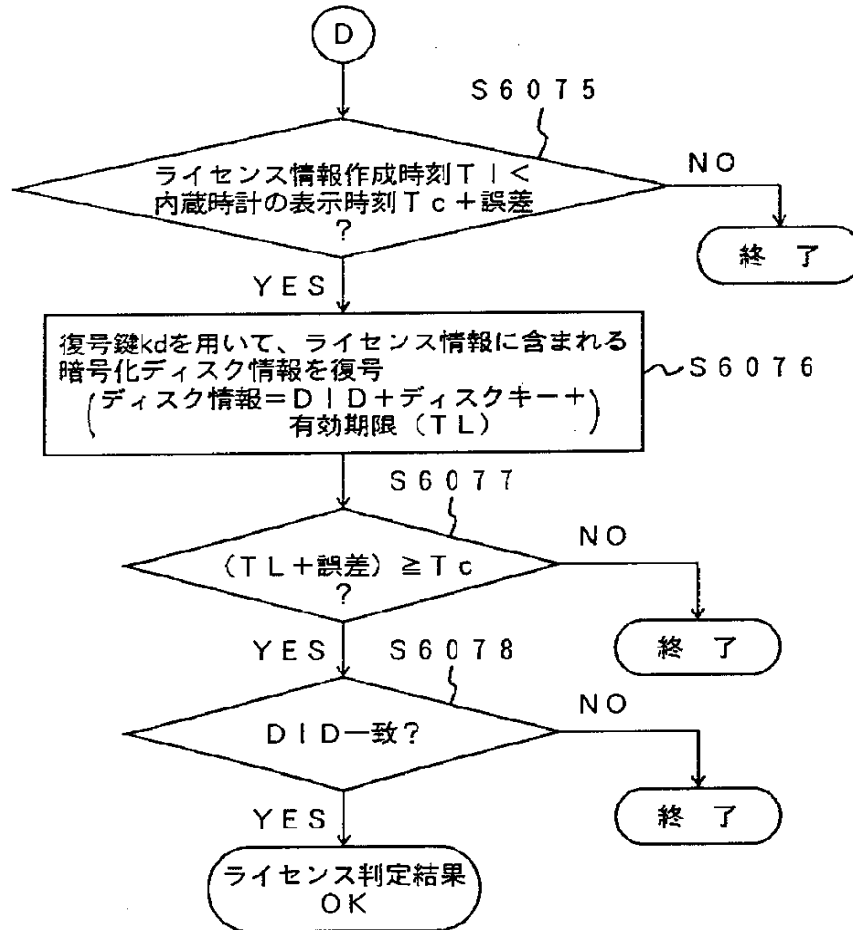 D
S6075
ライセンス情報作成時刻Tl<
内蔵時計の表示時刻Tc+誤差
?
NO
終了
YES
復号鍵kdを用いて、ライセンス情報に含まれる
暗号化ディスク情報を復号
(ディスク情報=DID+ディスクキー+
有効期限(TL))
S6076
S6077
(TL+誤差)≧Tc
?
NO
終了
YES
S6078
DID一致?
NO
終了
YES
ライセンス判定結果
OK